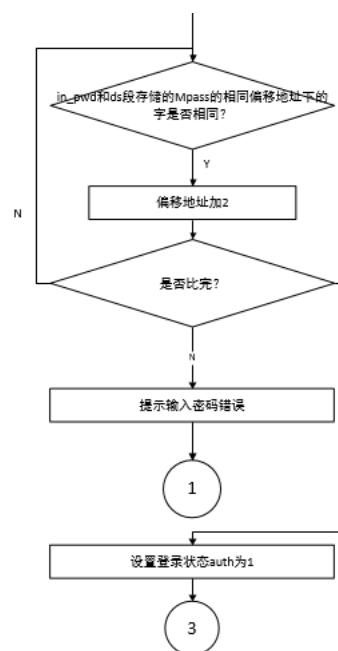 in_pwd和ds段存储的Mpass的相同偏移地址下的
字是否相同？
Y
偏移地址加2
N
是否比完？
N
提示输入密码错误
1
设置登录状态auth为1
3